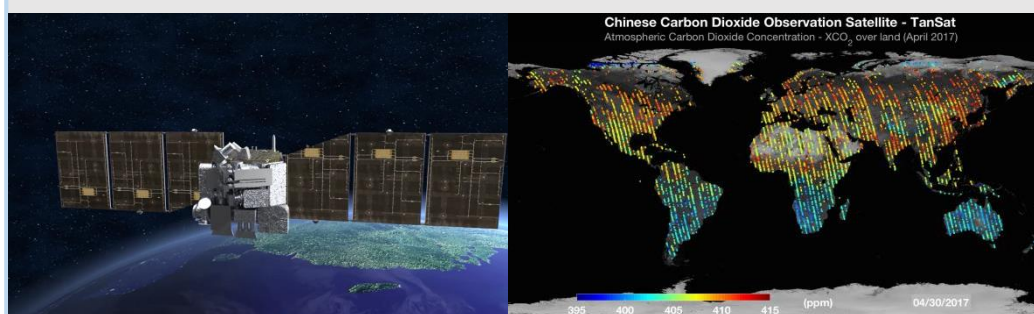 Chinese Carbon Dioxide Observation Satellite - TanSat
Atmospheric Carbon Dioxide Concentration - XCO₂ over land (April 2017)
395 400 405 410 415 (ppm) 04/30/2017